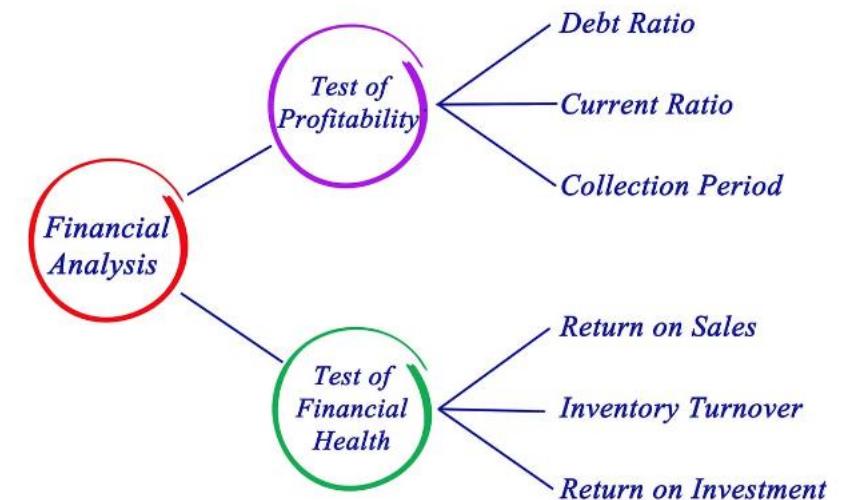 Financial
Analysis
Test of
Profitability
Debt Ratio
Current Ratio
Collection Period
Test of
Financial
Health
Return on Sales
Inventory Turnover
Return on Investment